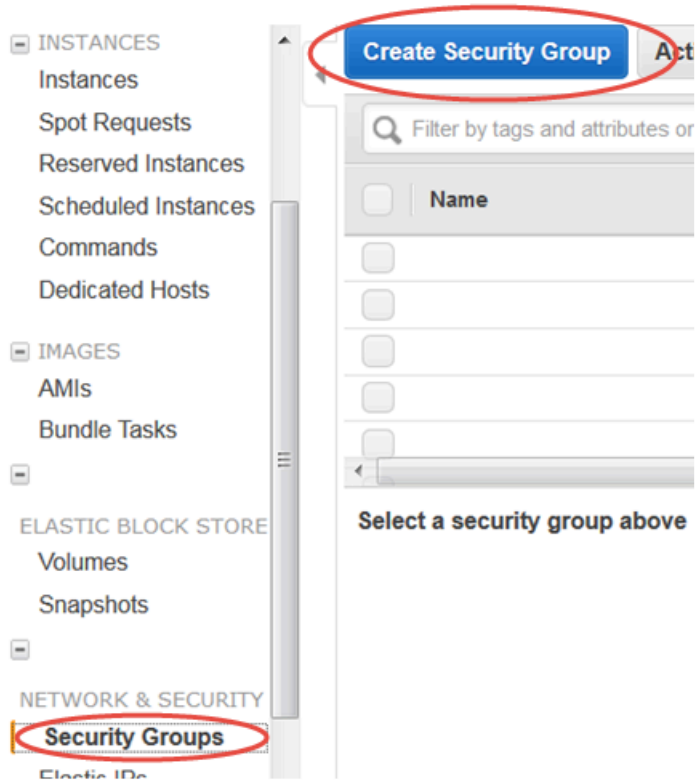 INSTANCES
Instances
Spot Requests
Reserved Instances
Scheduled Instances
Commands
Dedicated Hosts
IMAGES
AMIs
Bundle Tasks
ELASTIC BLOCK STORE
Volumes
Snapshots
NETWORK & SECURITY
Security Groups
Elastic IPs
Create Security Group
Filter by tags and attributes or
Name
Select a security group above